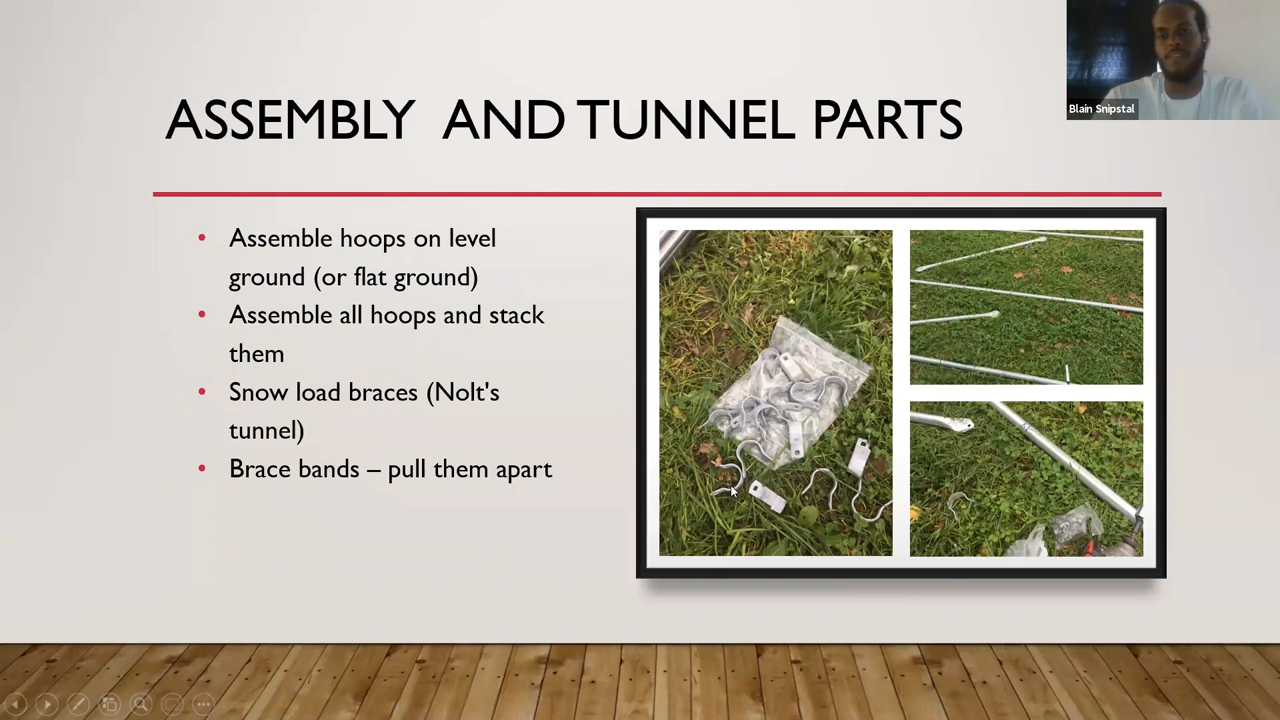 ASSEMBLY AND TUNNEL PARTS
Blain Snipstal
• Assemble hoops on level
ground (or flat ground)
• Assemble all hoops and stack
them
• Snow load braces (Nolt's
tunnel)
• Brace bands – pull them apart